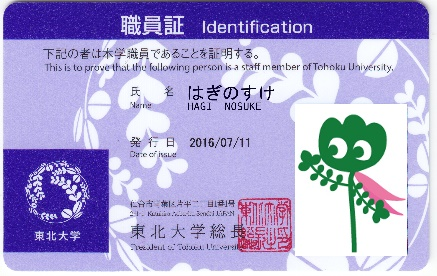 職員証 Identification
下記の者は本学職員であることを証明する。
This is to prove that the following person is a staff member of Tohoku University.
氏 名 はぎのすけ
Name HAGI NOSUKE
発 行 日 2016/07/11
Date of issue
仙台市青葉区片平二丁目1番1号
2-1-1 Katahira Aoba-ku Sendai JAPAN
東北大学総長
President of Tohoku University
東北大学